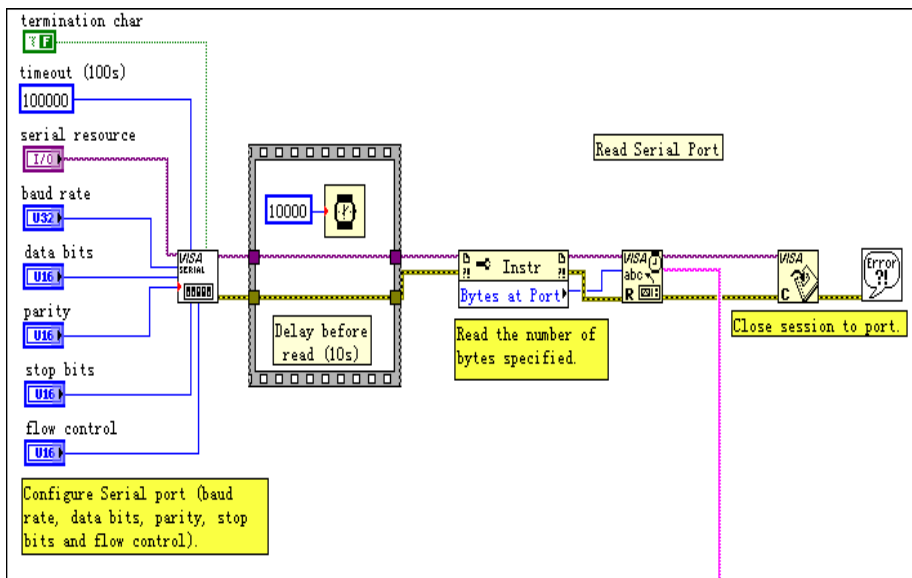 termination char
F
timeout (100s)
100000
serial resource
I/O
baud rate
U32
data bits
U16
parity
U16
stop bits
U16
flow control
U16
Configure Serial port (baud
rate, data bits, parity, stop
bits and flow control).
VISA
SERIAL
10000
Delay before
read (10s)
Read Serial Port
Instr
Bytes at Port
Read the number of
bytes specified.
VISA
abc
R
VISA
C
Close session to port.
Error
?!